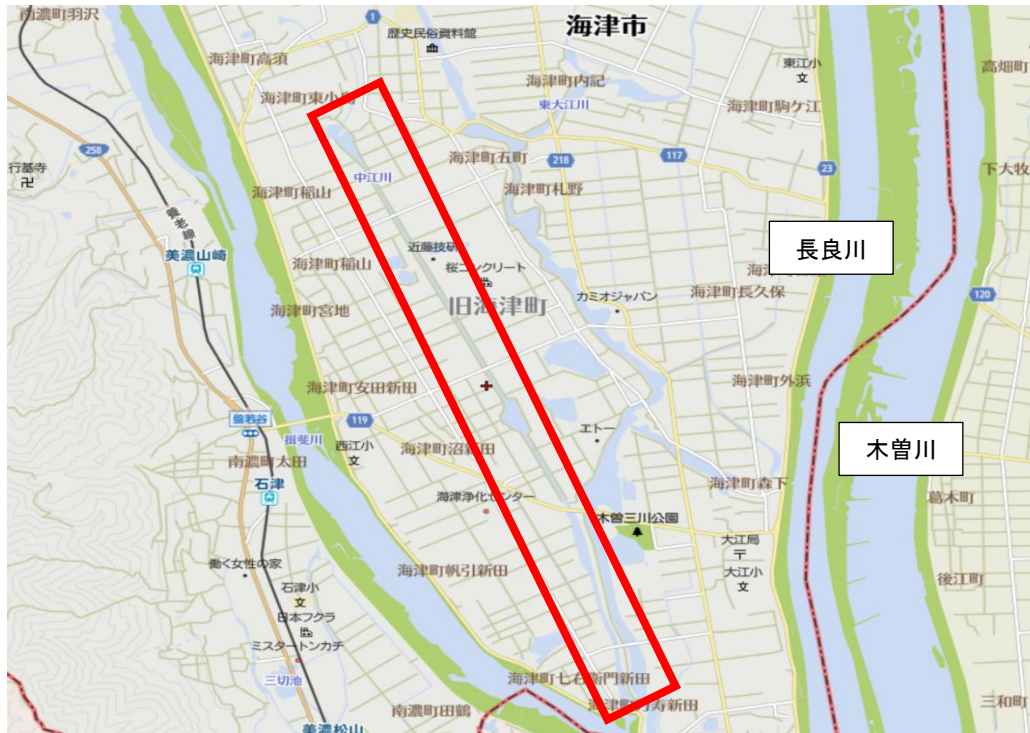 南濃町羽沢
1
歴史民俗資料館
海津市
海津町高須
東江小
文
高畑町
海津町内記
海津町東小島
東大江川
海津町駒ケ江
258
行基寺
卍
海津町五町
218
117
23
下大牧
中江川
海津町札野
海津町稲山
養老線
美濃山崎
近藤技研
長良川
海津町稲山
桜コンクリート
海津町長久保
120
海津町宮地
旧海津町
カミオジャパン
海津町安田新田
海津町外浜
盤若谷
119
揖斐川
西江小
文
エトー
木曽川
南濃町太田
海津町沼新田
石津
海津町森下
葛木町
海津浄化センター
木曽三川公園
大江局
〒
働く女性の家
海津町帆引新田
大江小
文
後江町
石津小
文
日本フクラ
ミスタートンカチ
三切池
海津町七右衛門新田
南濃町田鶴
三和町
美濃松山